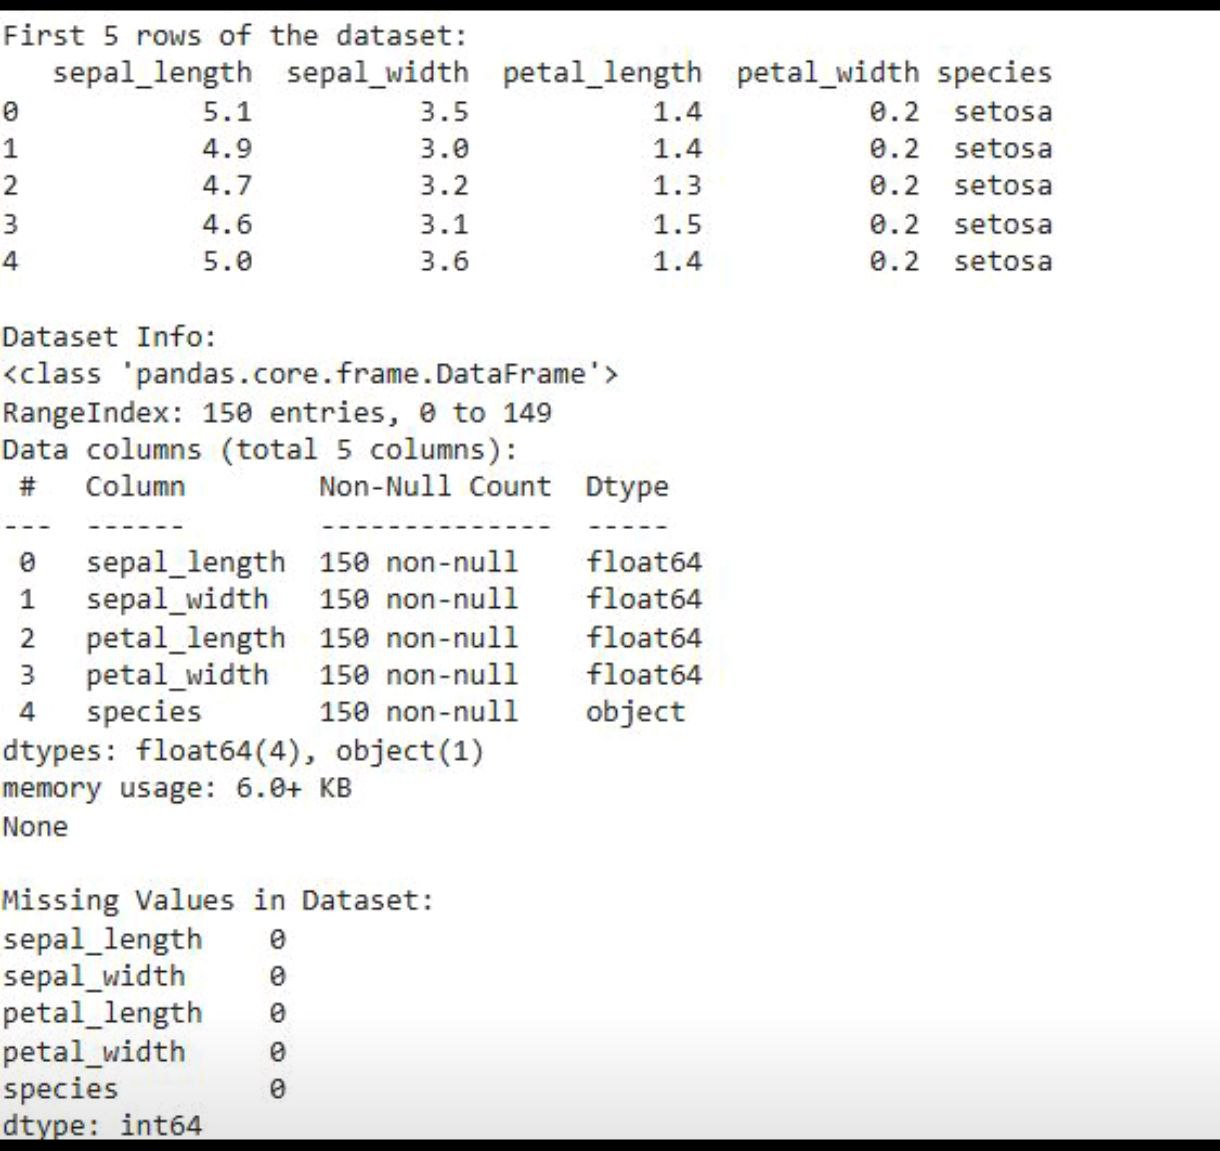 First 5 rows of the dataset:
   sepal_length  sepal_width  petal_length  petal_width species
0           5.1          3.5           1.4          0.2  setosa
1           4.9          3.0           1.4          0.2  setosa
2           4.7          3.2           1.3          0.2  setosa
3           4.6          3.1           1.5          0.2  setosa
4           5.0          3.6           1.4          0.2  setosa

Dataset Info:
<class 'pandas.core.frame.DataFrame'>
RangeIndex: 150 entries, 0 to 149
Data columns (total 5 columns):
 #   Column        Non-Null Count  Dtype
---  ------        --------------  -----
 0   sepal_length  150 non-null    float64
 1   sepal_width   150 non-null    float64
 2   petal_length  150 non-null    float64
 3   petal_width   150 non-null    float64
 4   species       150 non-null    object
dtypes: float64(4), object(1)
memory usage: 6.0+ KB
None

Missing Values in Dataset:
sepal_length    0
sepal_width     0
petal_length    0
petal_width     0
species         0
dtype: int64